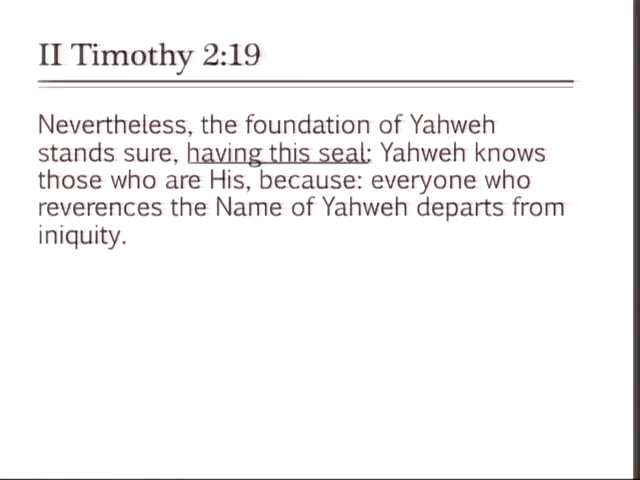 II Timothy 2:19
Nevertheless, the foundation of Yahweh
stands sure, having this seal: Yahweh knows
those who are His, because: everyone who
reverences the Name of Yahweh departs from
iniquity.